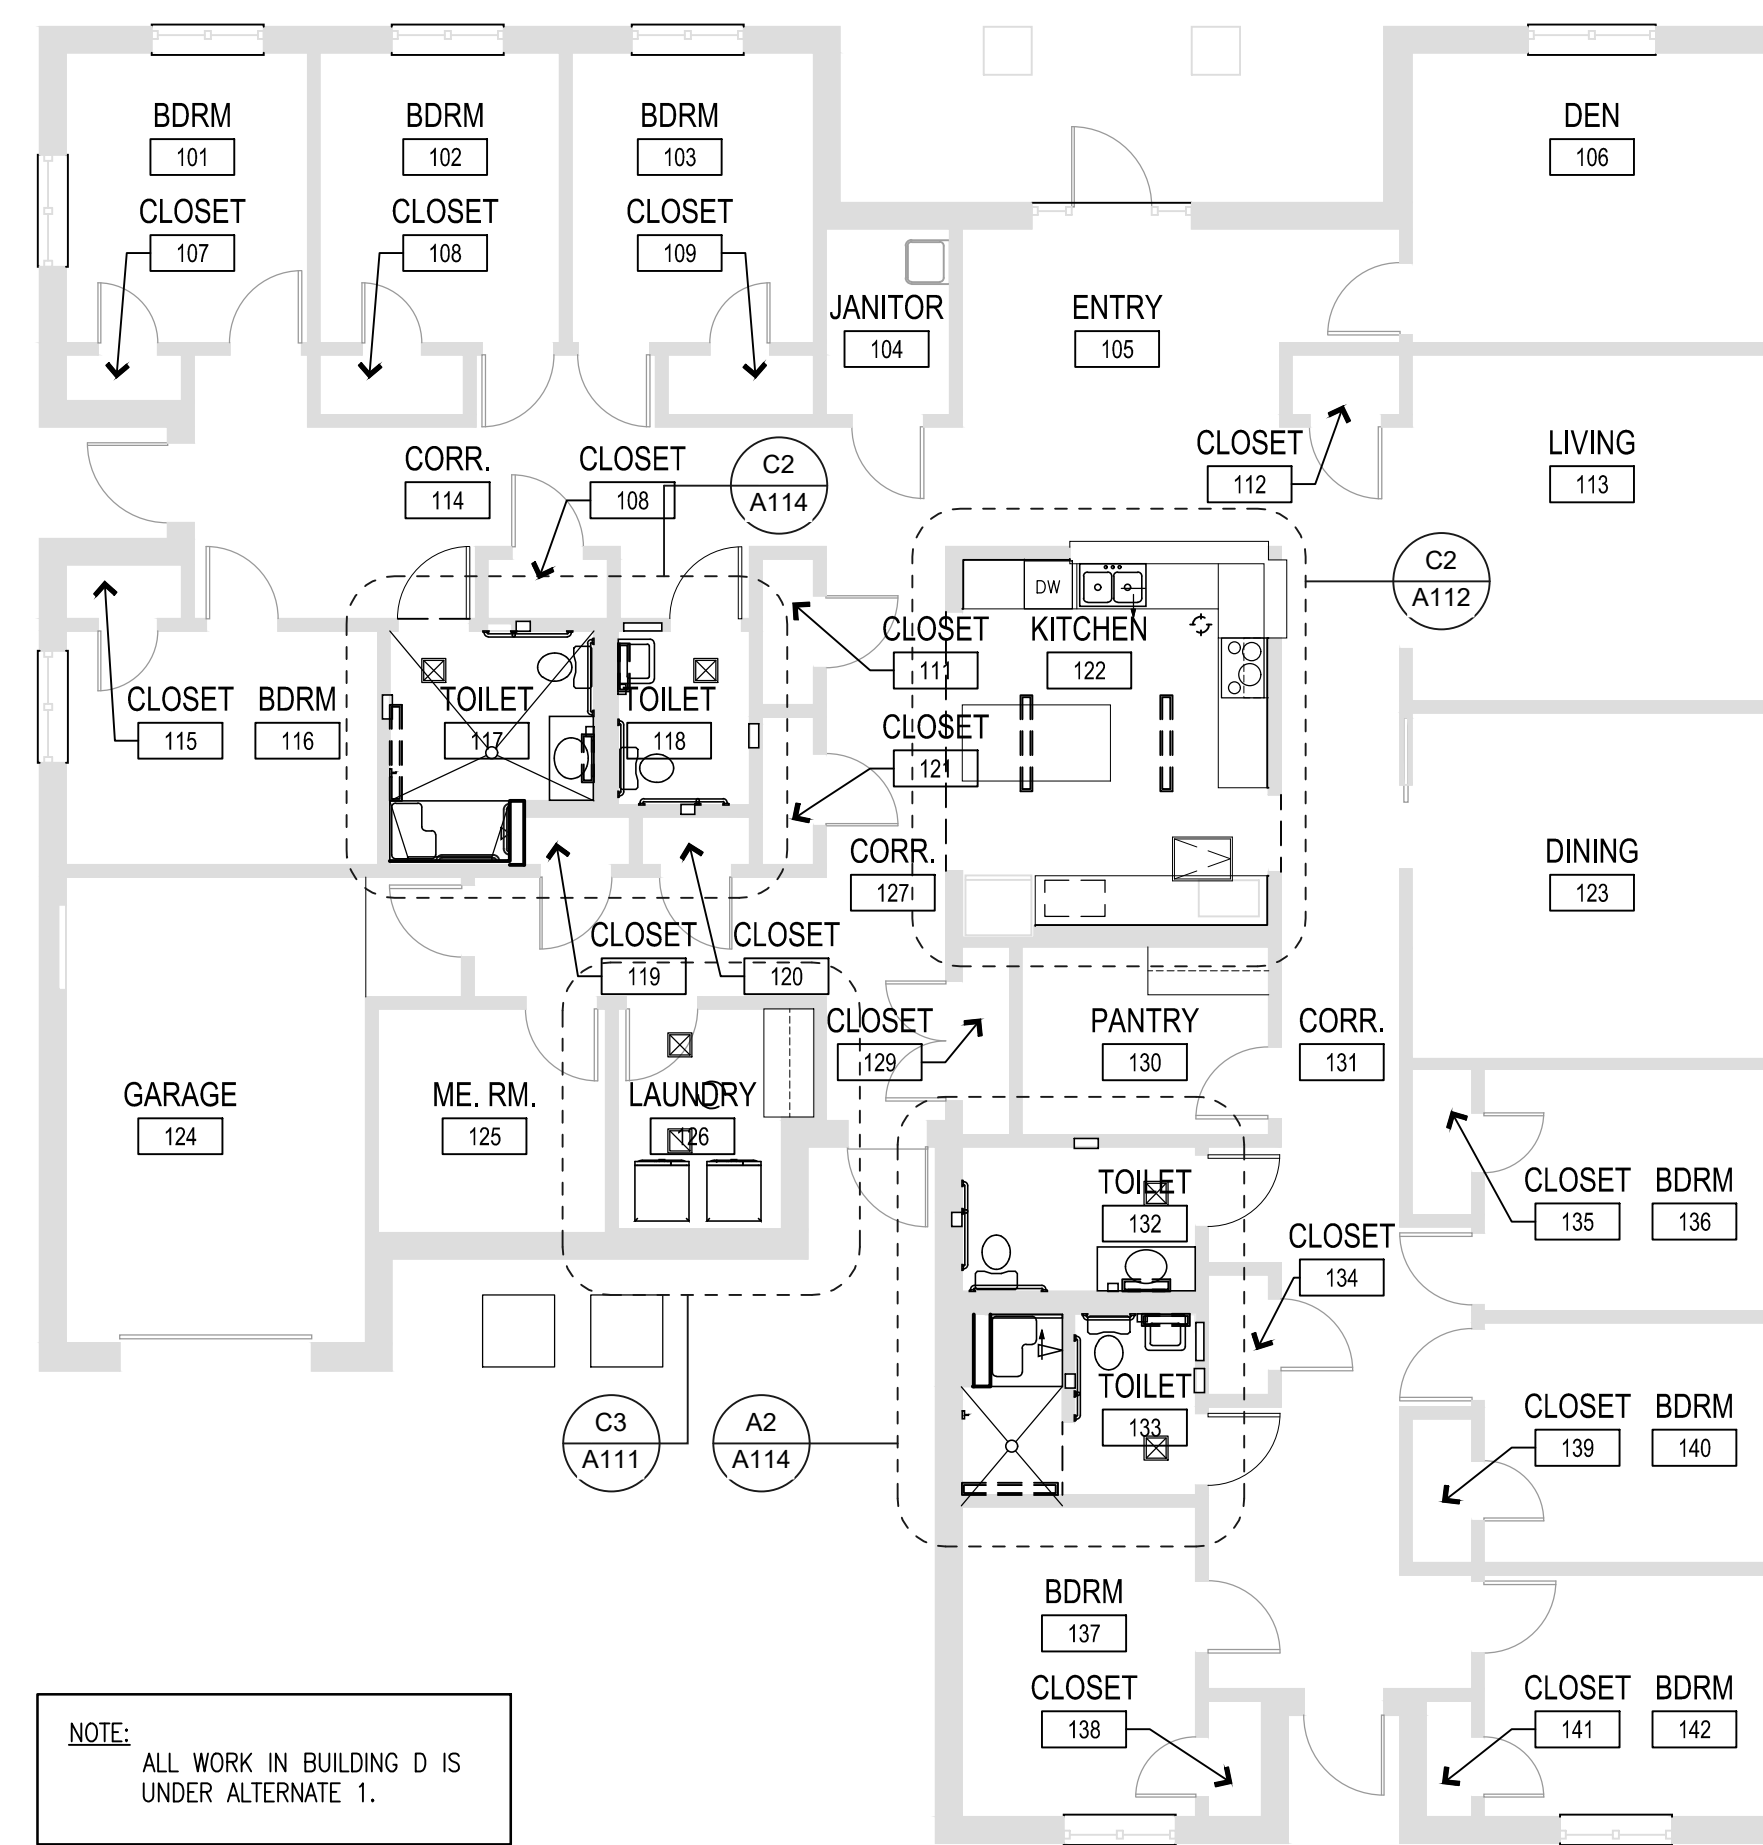 BDRM
101
BDRM
102
BDRM
103
DEN
106
CLOSET
107
CLOSET
108
CLOSET
109
JANITOR
104
ENTRY
105
CORR.
114
CLOSET
108
C2
A114
CLOSET
112
LIVING
113
C2
A112
DW
KITCHEN
122
CLOSET
111
CLOSET
115
BDRM
116
TOILET
117
TOILET
118
CLOSET
121
CORR.
127
DINING
123
CLOSET
119
CLOSET
120
CLOSET
129
PANTRY
130
CORR.
131
GARAGE
124
ME. RM.
125
LAUNDRY
126
TOILET
132
CLOSET
135
BDRM
136
CLOSET
134
TOILET
133
C3
A111
A2
A114
CLOSET
139
BDRM
140
BDRM
137
CLOSET
138
CLOSET
141
BDRM
142
NOTE:
ALL WORK IN BUILDING D IS
UNDER ALTERNATE 1.